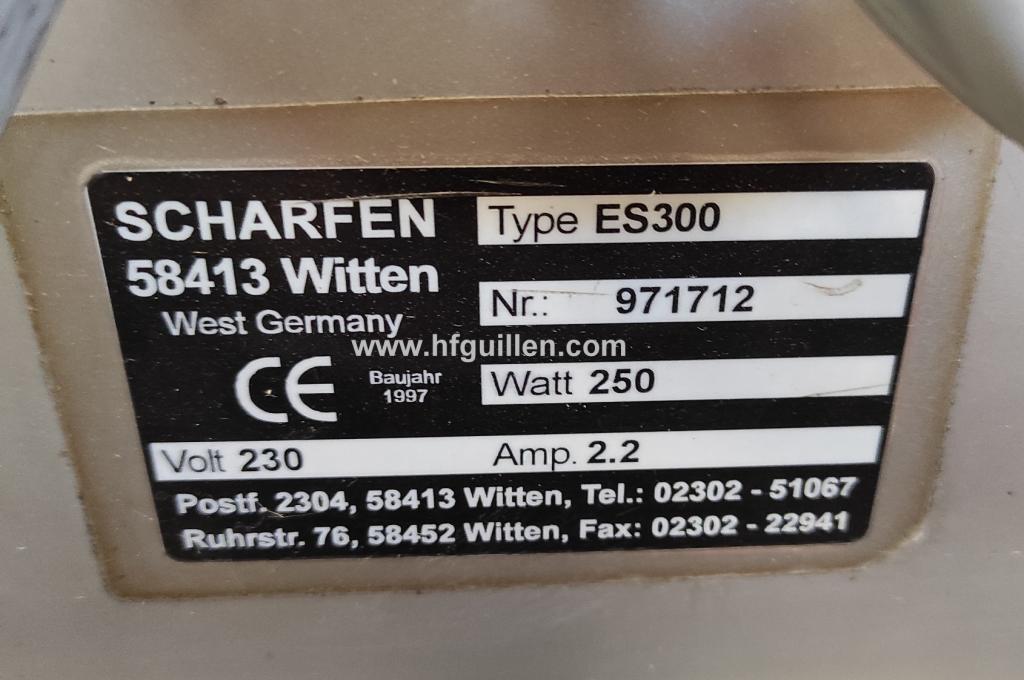 SCHARFEN
58413 Witten
West Germany
CE
Baujahr
1997
Type ES300
Nr.: 971712
www.hfguillen.com
Watt 250
Volt 230 Amp. 2.2
Postf. 2304, 58413 Witten, Tel.: 02302 - 51067
Ruhrstr. 76, 58452 Witten, Fax: 02302 - 22941